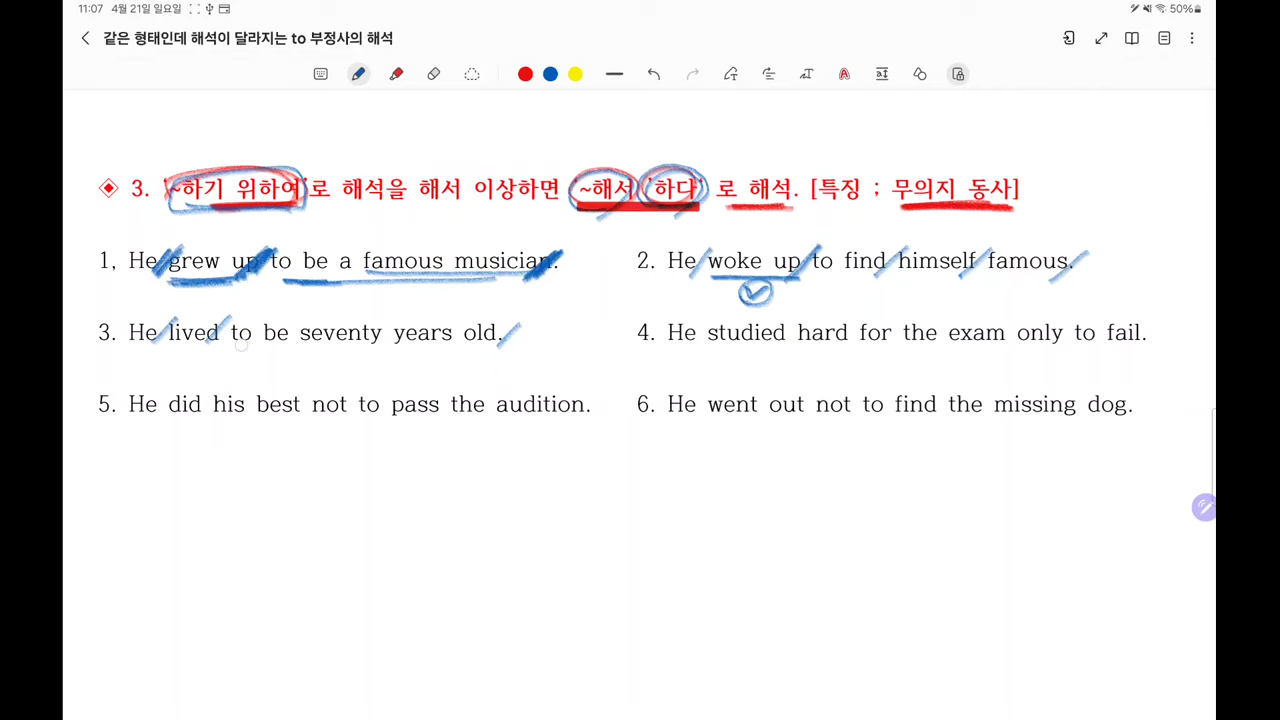 11:07 4월 21일 일요일 50%
같은 형태인데 해석이 달라지는 to 부정사의 해석
◈ 3. '~하기 위하여'로 해석을 해서 이상하면 '~해서 '하다' 로 해석. [특징 ; 무의지 동사]
1, He grew up to be a famous musician. 2. He woke up to find himself famous.
3. He lived to be seventy years old. 4. He studied hard for the exam only to fail.
5. He did his best not to pass the audition. 6. He went out not to find the missing dog.